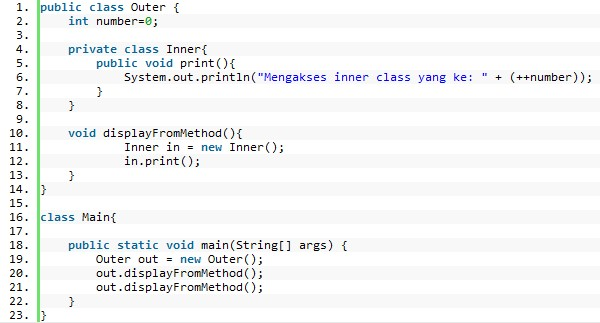 1. public class Outer {
2.     int number=0;
3.
4.     private class Inner{
5.         public void print(){
6.             System.out.println("Mengakses inner class yang ke: " + (++number));
7.         }
8.     }
9.
10.     void displayFromMethod(){
11.             Inner in = new Inner();
12.             in.print();
13.     }
14. }
15.
16. class Main{
17.
18.     public static void main(String[] args) {
19.         Outer out = new Outer();
20.         out.displayFromMethod();
21.         out.displayFromMethod();
22.     }
23. }